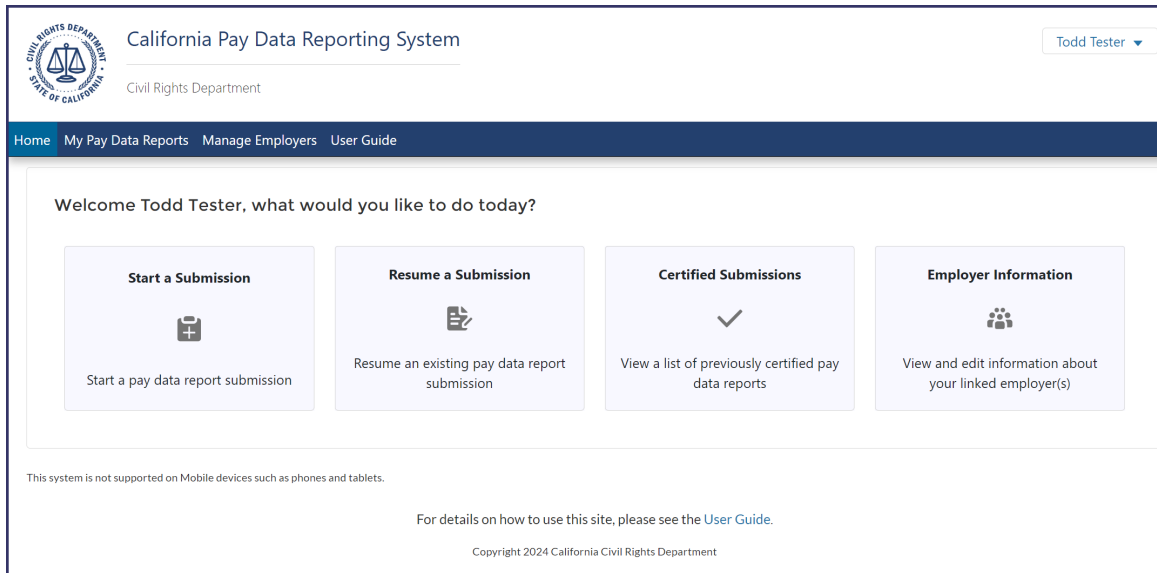 CIVIL RIGHTS DEPARTMENT
STATE OF CALIFORNIA
California Pay Data Reporting System
Civil Rights Department
Todd Tester
Home My Pay Data Reports Manage Employers User Guide
Welcome Todd Tester, what would you like to do today?
Start a Submission
Start a pay data report submission
Resume a Submission
Resume an existing pay data report
submission
Certified Submissions
View a list of previously certified pay
data reports
Employer Information
View and edit information about
your linked employer(s)
This system is not supported on Mobile devices such as phones and tablets.
For details on how to use this site, please see the User Guide.
Copyright 2024 California Civil Rights Department